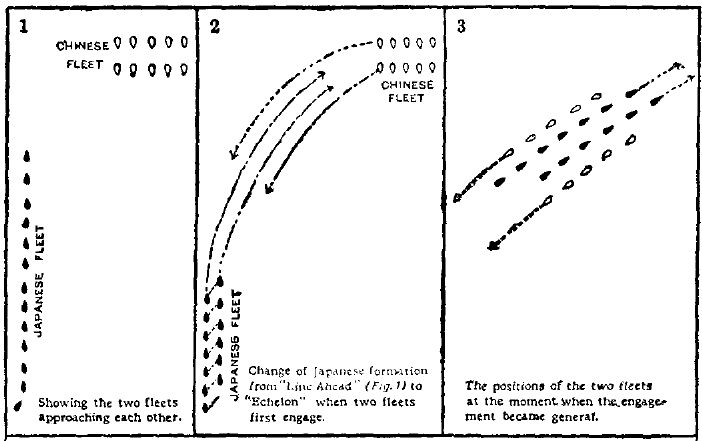 1
CHINESE
FLEET
JAPANESE FLEET
Showing the two fleets
approaching each other.
2
CHINESE
FLEET
JAPANESE FLEET
Change of Japanese formation
from "Line Ahead" (Fig. 1) to
"Echelon" when two fleets
first engage.
3
The positions of the two fleets
at the moment when the engage-
ment became general.